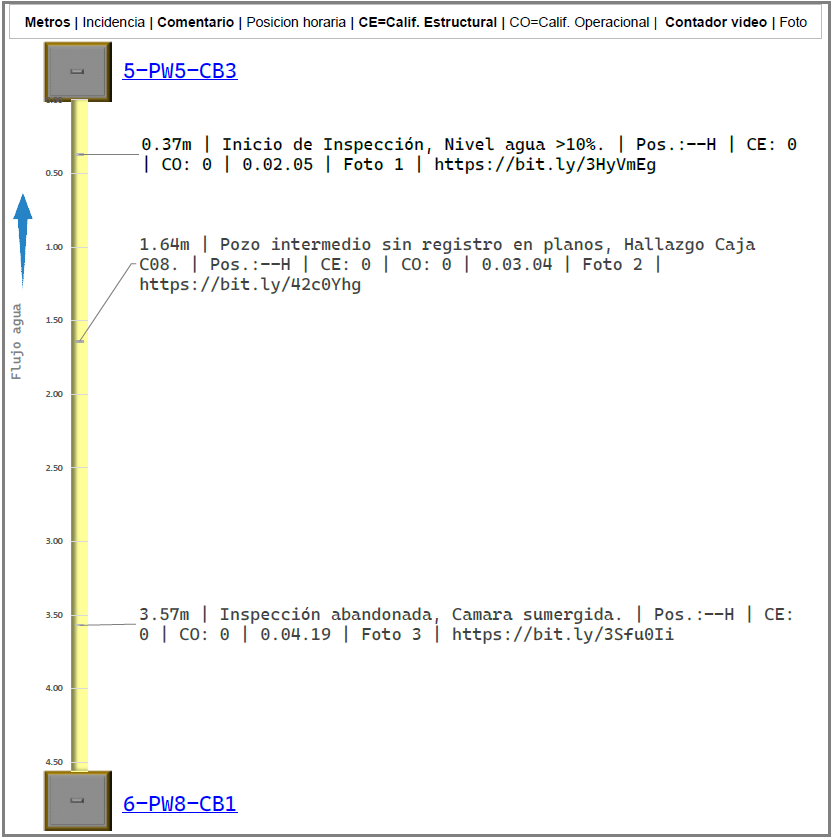 Metros | Incidencia | Comentario | Posicion horaria | CE=Calif. Estructural | CO=Calif. Operacional | Contador video | Foto
5-PW5-CB3
0.00
0.37m | Inicio de Inspección, Nivel agua >10%. | Pos.:--H | CE: 0
| CO: 0 | 0.02.05 | Foto 1 | https://bit.ly/3HyVmEg
0.50
1.00
1.64m | Pozo intermedio sin registro en planos, Hallazgo Caja
C08. | Pos.:--H | CE: 0 | CO: 0 | 0.03.04 | Foto 2 |
https://bit.ly/42c0Yhg
Flujo agua
1.50
2.00
2.50
3.00
3.50
3.57m | Inspección abandonada, Camara sumergida. | Pos.:--H | CE:
0 | CO: 0 | 0.04.19 | Foto 3 | https://bit.ly/3Sfu0Ii
4.00
4.50
6-PW8-CB1